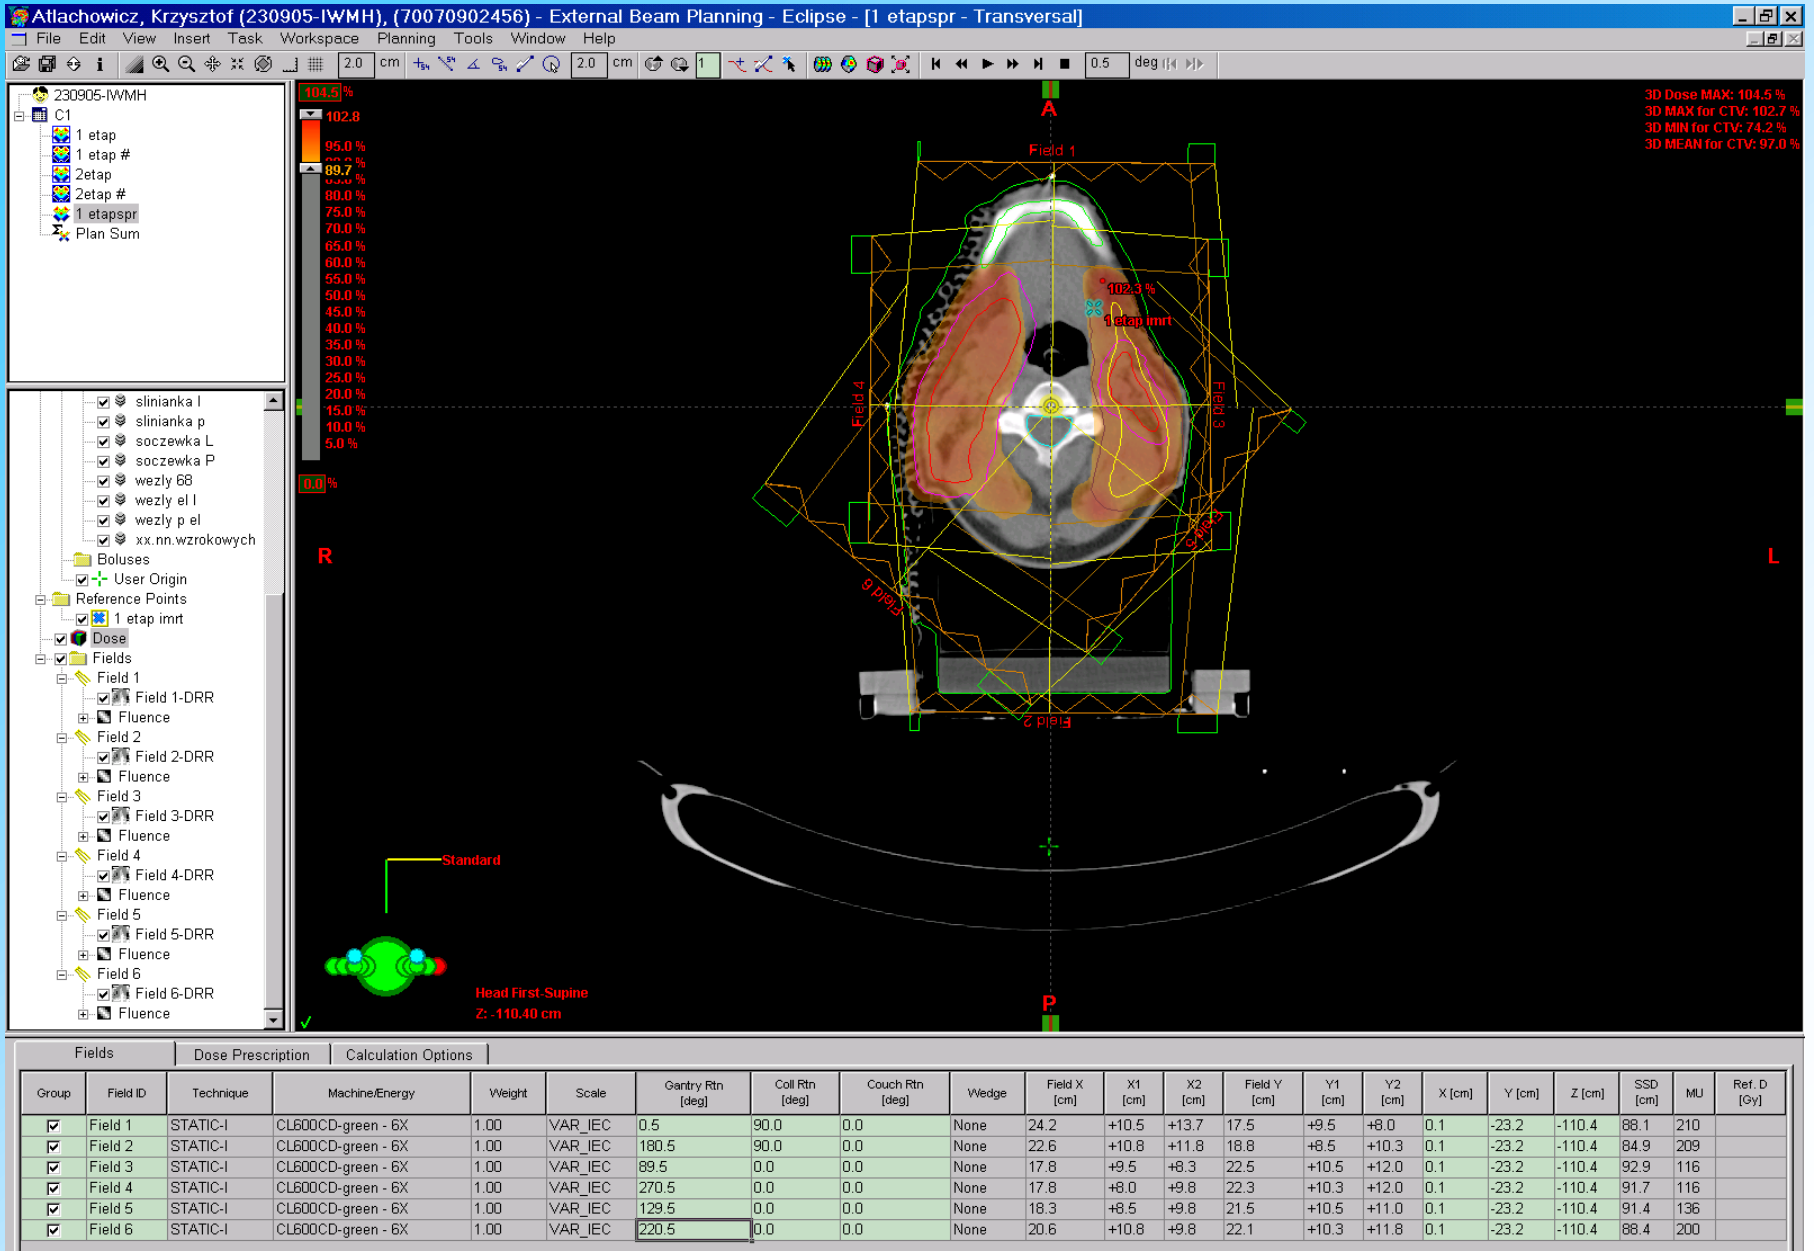 Atlachowicz, Krzysztof (230905-IWMH), (70070902456) - External Beam Planning - Eclipse - [1 etapspr - Transversal]
File Edit View Insert Task Workspace Planning Tools Window Help
2.0 cm 2.0 cm 1 0.5 deg
230905-IWMH
C1
1 etap
1 etap #
2etap
2etap #
1 etapspr
Plan Sum
slinianka l
slinianka p
soczewka L
soczewka P
wezly 68
wezly el l
wezly p el
xx.nn.wzrokowych
Boluses
User Origin
Reference Points
1 etap imrt
Dose
Fields
Field 1
Field 1-DRR
Fluence
Field 2
Field 2-DRR
Fluence
Field 3
Field 3-DRR
Fluence
Field 4
Field 4-DRR
Fluence
Field 5
Field 5-DRR
Fluence
Field 6
Field 6-DRR
Fluence
104.5 %
102.8
95.0 %
89.7
80.0 %
75.0 %
70.0 %
65.0 %
60.0 %
55.0 %
50.0 %
45.0 %
40.0 %
35.0 %
30.0 %
25.0 %
20.0 %
15.0 %
10.0 %
5.0 %
0.0 %
3D Dose MAX: 104.5 %
3D MAX for CTV: 102.7 %
3D MIN for CTV: 74.2 %
3D MEAN for CTV: 97.0 %
A
Field 1
102.3 %
1 etap imrt
Field 4
Field 3
Field 5
R
L
Field 6
Field 2
Standard
Head First-Supine
Z: -110.40 cm
P
Fields Dose Prescription Calculation Options
Group Field ID Technique Machine/Energy Weight Scale Gantry Rtn [deg] Coll Rtn [deg] Couch Rtn [deg] Wedge Field X [cm] X1 [cm] X2 [cm] Field Y [cm] Y1 [cm] Y2 [cm] X [cm] Y [cm] Z [cm] SSD [cm] MU Ref. D [Gy]
Field 1 STATIC-I CL600CD-green - 6X 1.00 VAR_IEC 0.5 90.0 0.0 None 24.2 +10.5 +13.7 17.5 +9.5 +8.0 0.1 -23.2 -110.4 88.1 210
Field 2 STATIC-I CL600CD-green - 6X 1.00 VAR_IEC 180.5 90.0 0.0 None 22.6 +10.8 +11.8 18.8 +8.5 +10.3 0.1 -23.2 -110.4 84.9 209
Field 3 STATIC-I CL600CD-green - 6X 1.00 VAR_IEC 89.5 0.0 0.0 None 17.8 +9.5 +8.3 22.5 +10.5 +12.0 0.1 -23.2 -110.4 92.9 116
Field 4 STATIC-I CL600CD-green - 6X 1.00 VAR_IEC 270.5 0.0 0.0 None 17.8 +8.0 +9.8 22.3 +10.3 +12.0 0.1 -23.2 -110.4 91.7 116
Field 5 STATIC-I CL600CD-green - 6X 1.00 VAR_IEC 129.5 0.0 0.0 None 18.3 +8.5 +9.8 21.5 +10.5 +11.0 0.1 -23.2 -110.4 91.4 136
Field 6 STATIC-I CL600CD-green - 6X 1.00 VAR_IEC 220.5 0.0 0.0 None 20.6 +10.8 +9.8 22.1 +10.3 +11.8 0.1 -23.2 -110.4 88.4 200